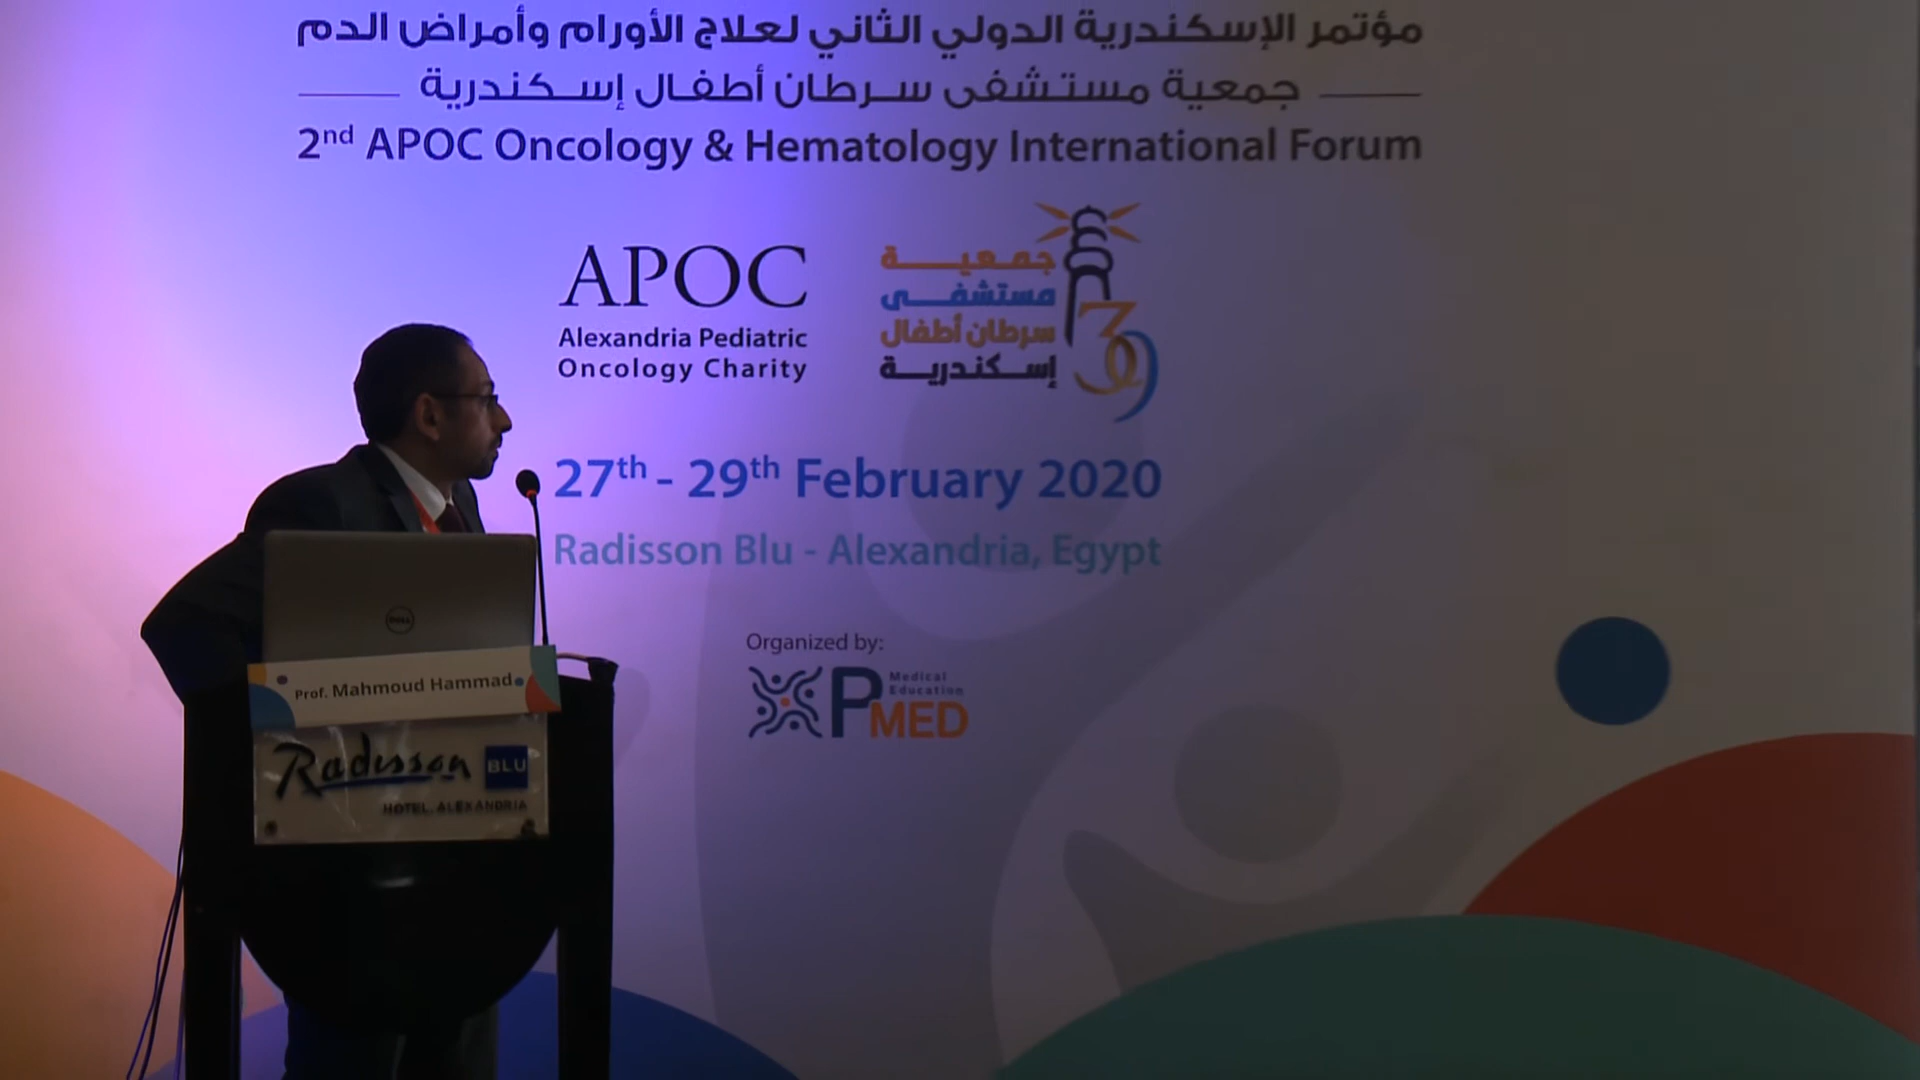 مؤتمر الإسكندرية الدولي الثاني لعلاج الأورام وأمراض الدم
جمعية مستشفى سرطان أطفال إسكندرية
2nd APOC Oncology & Hematology International Forum
APOC
Alexandria Pediatric
Oncology Charity
جمعية
مستشفى
سرطان أطفال
إسكندرية
27th - 29th February 2020
Radisson Blu - Alexandria, Egypt
Organized by:
PMED
Medical
Education
DELL
Prof. Mahmoud Hammad
Radisson BLU
HOTEL, ALEXANDRIA